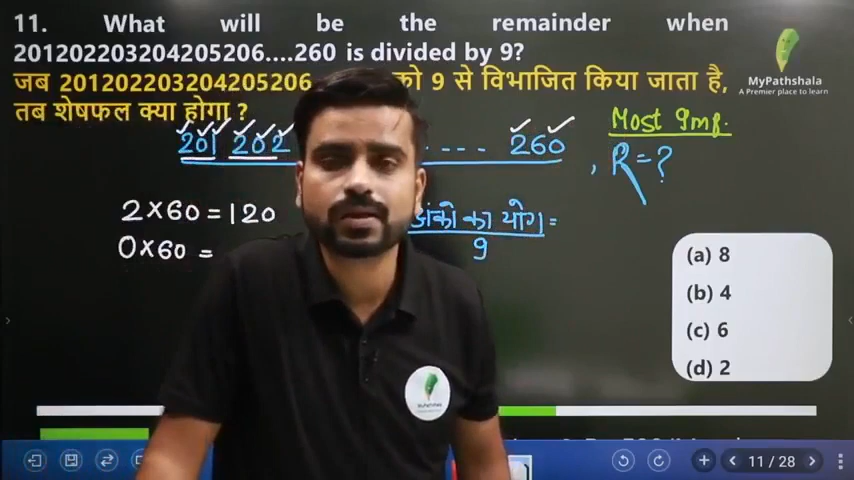 11. What will be the remainder when
201202203204205206....260 is divided by 9?
जब 201202203204205206 को 9 से विभाजित किया जाता है,
तब शेषफल क्या होगा ?
MyPathshala
A Premier place to learn
Most Imp.
201 202 .... 260 , R=?
2×60=120
0×60 =
अंको का योग =
9
(a) 8
(b) 4
(c) 6
(d) 2
11 / 28